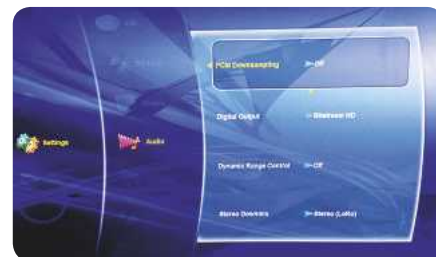 PCM Downsampling
Off
Digital Output
Bitstream HD
Settings
Audio
Dynamic Range Control
Off
Stereo Downmix
Stereo (LoRo)